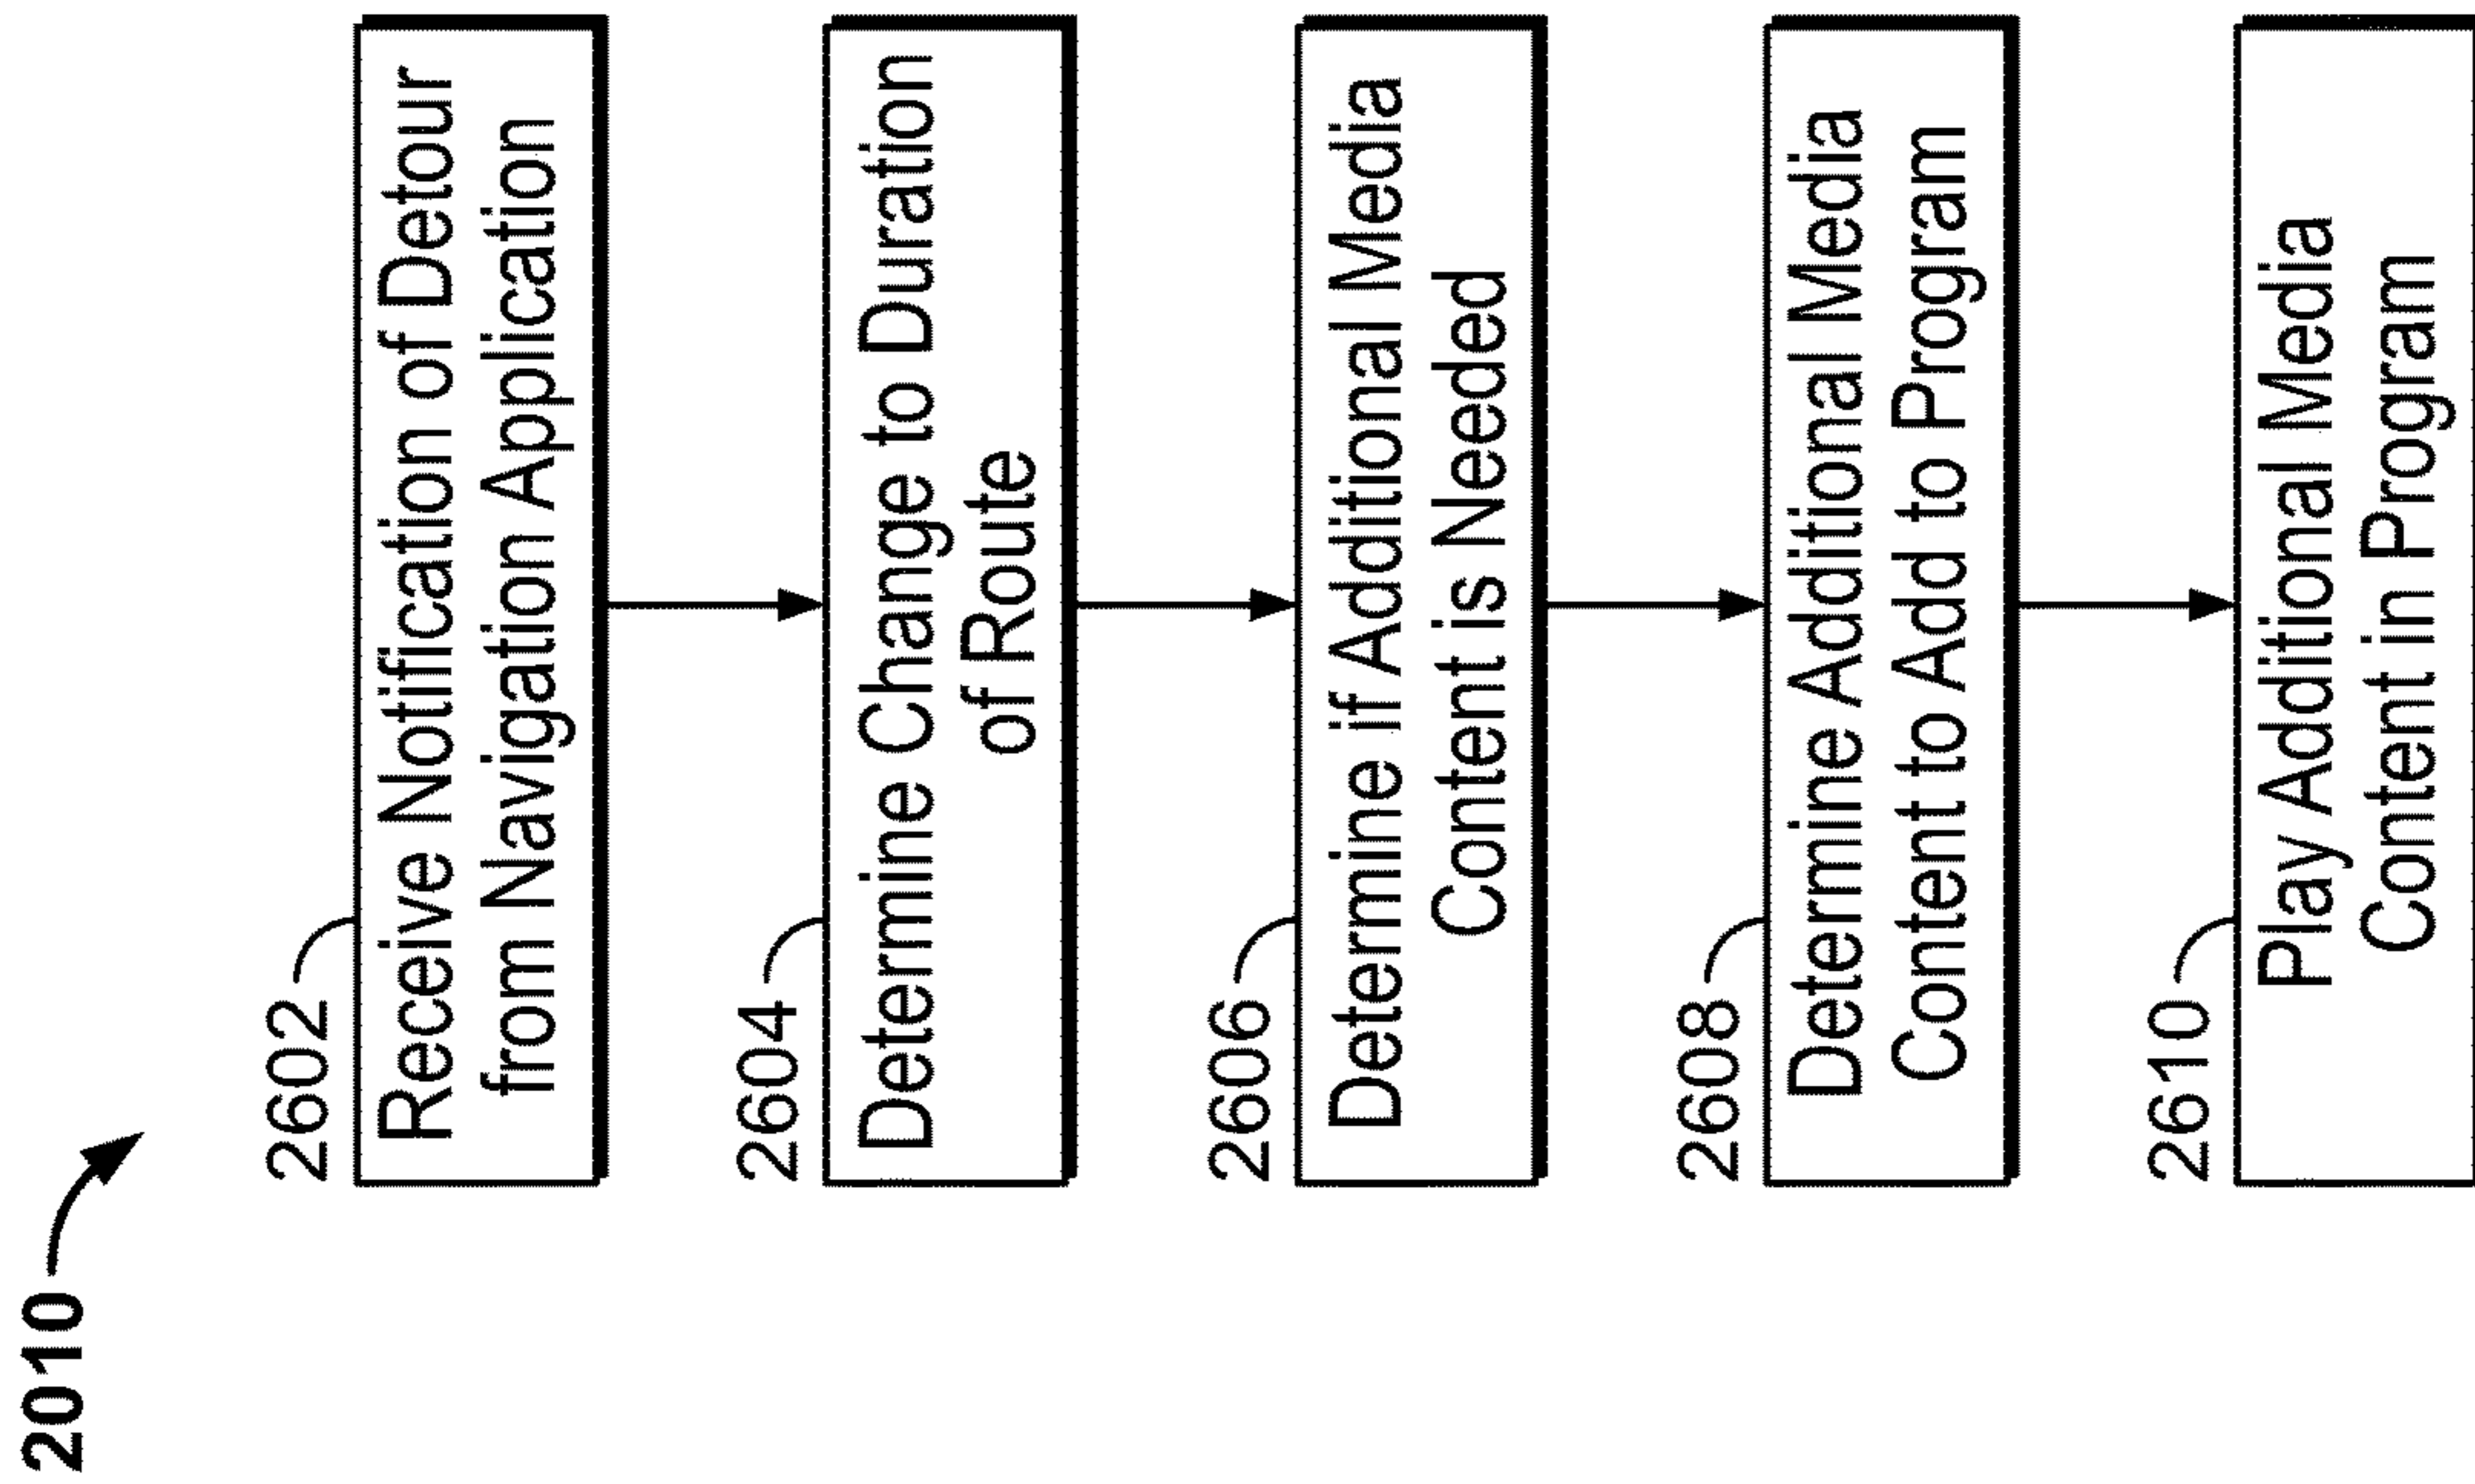 2010
2602
Receive Notification of Detour
from Navigation Application
2604
Determine Change to Duration
of Route
2606
Determine if Additional Media
Content is Needed
2608
Determine Additional Media
Content to Add to Program
2610
Play Additional Media
Content in Program